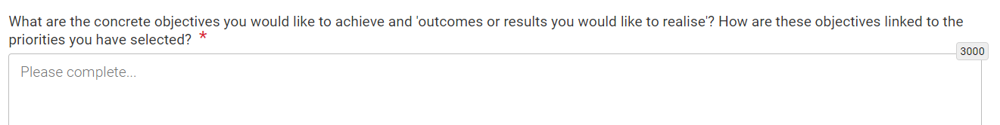 What are the concrete objectives you would like to achieve and 'outcomes or results you would like to realise'? How are these objectives linked to the
priorities you have selected? *
3000
Please complete...